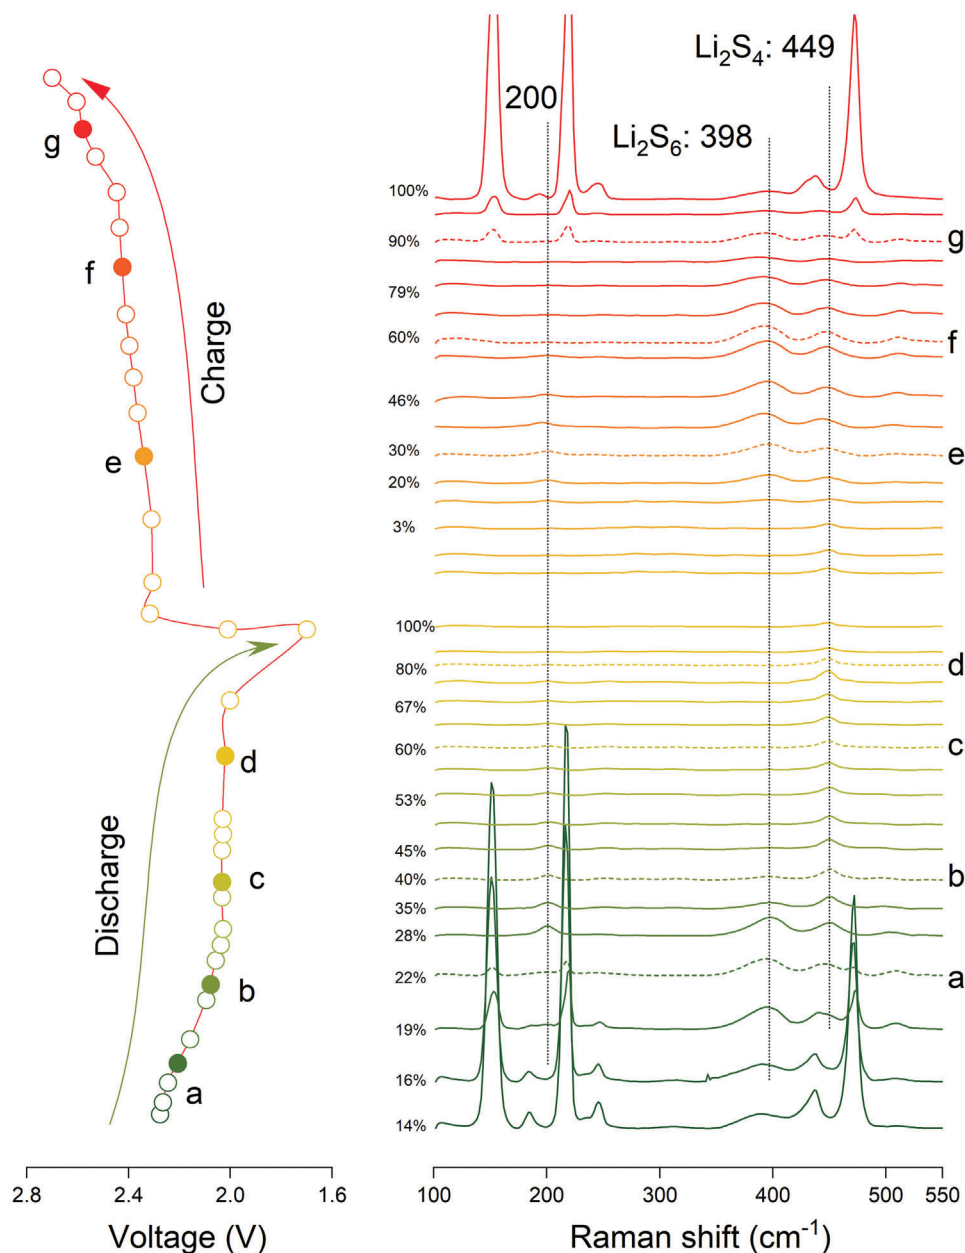 Li₂S₄: 449
200
Li₂S₆: 398
g
f
e
d
c
b
a
Charge
Discharge
2.8 2.4 2.0 1.6
Voltage (V)
100%
90%
g
79%
60%
f
46%
30%
e
20%
3%
100%
80%
d
67%
60%
c
53%
45%
40%
b
35%
28%
22%
a
19%
16%
14%
100 200 300 400 500 550
Raman shift (cm⁻¹)